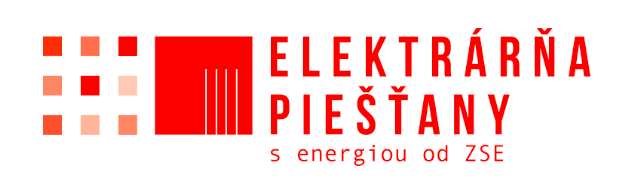 ELEKTRÁRŇA
PIEŠŤANY
s energiou od ZSE